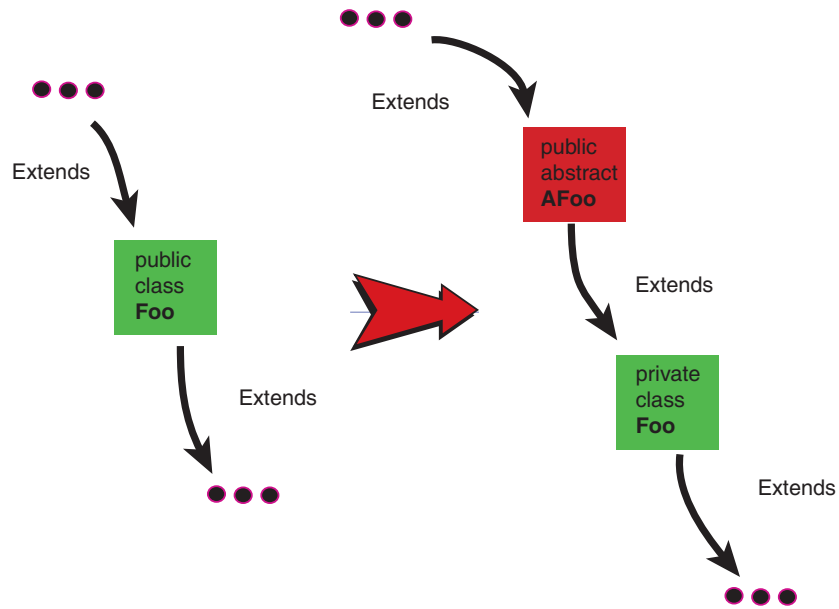 Extends
public
class
Foo
Extends
Extends
public
abstract
AFoo
Extends
private
class
Foo
Extends